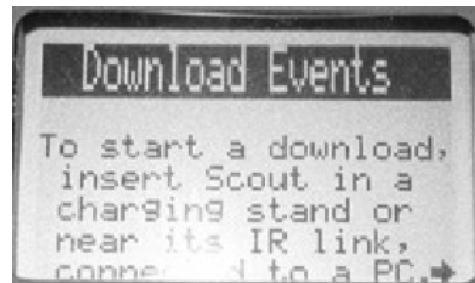 Download Events
To start a download,
insert Scout in a
charging stand or
near its IR link,
to a PC.